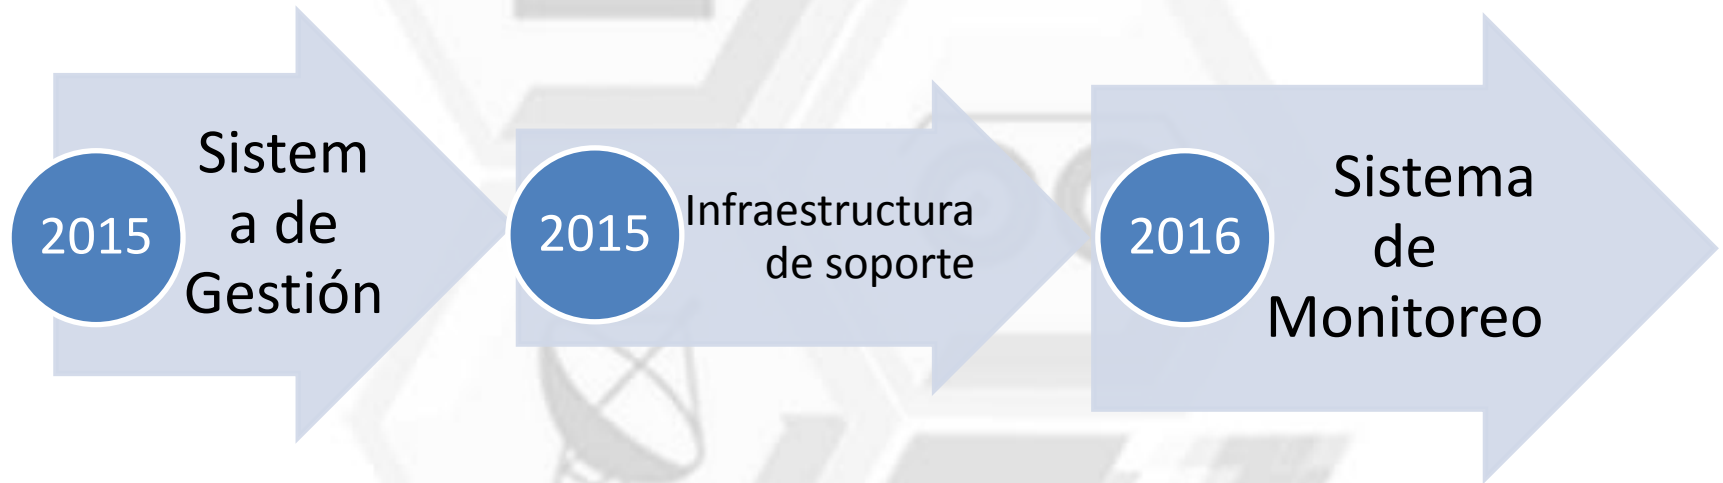 2015
Sistem
a de
Gestión
2015
Infraestructura
de soporte
2016
Sistema
de
Monitoreo